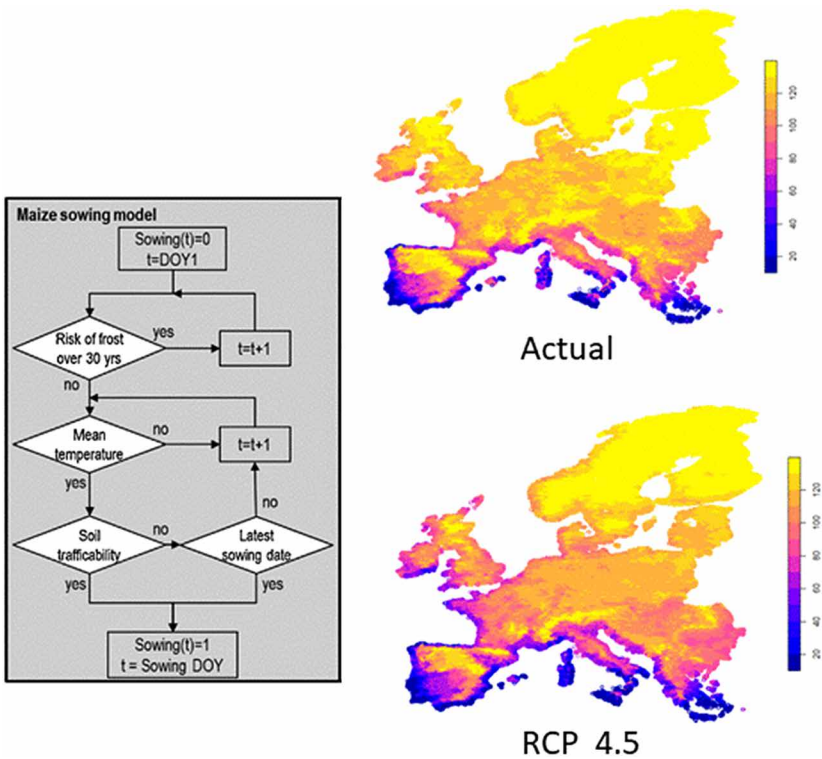 Maize sowing model
Sowing(t)=0
t=DOY1
Risk of frost
over 30 yrs
yes
t=t+1
no
Mean
temperature
no
t=t+1
yes
no
Soil
trafficability
no
Latest
sowing date
yes
yes
Sowing(t)=1
t = Sowing DOY
120
100
80
60
40
20
Actual
120
100
80
60
40
20
RCP 4.5